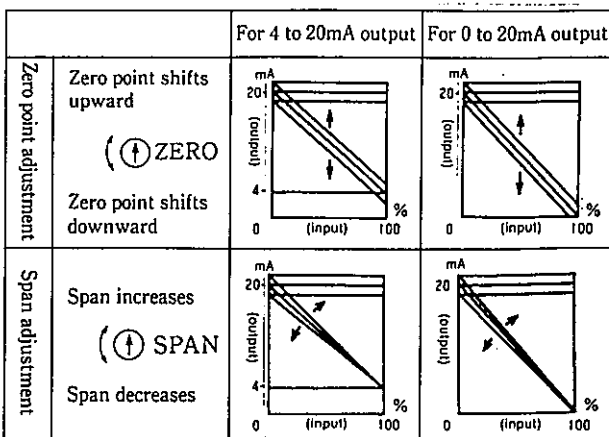 For 4 to 20mA output For 0 to 20mA output
Zero point adjustment
Zero point shifts
upward
ZERO
Zero point shifts
downward
mA
20
(output)
4
0 (input) 100
%
mA
20
(output)
0 (input) 100
%
Span adjustment
Span increases
SPAN
Span decreases
mA
20
(output)
4
0 (input) 100
%
mA
20
(output)
0 (input) 100
%